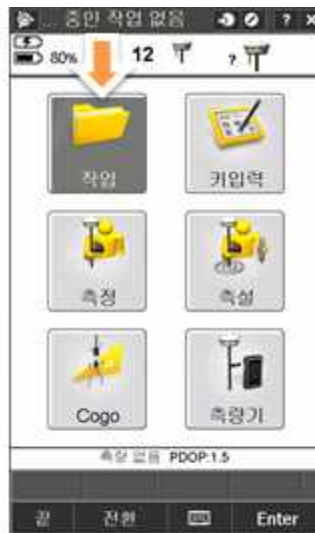 ... 중인 작업 없음 ? x
80% 12 ?
작업 키입력
측정 측설
Cogo 측량기
측량 없음 PDOP:1.5
끝 전환 Enter